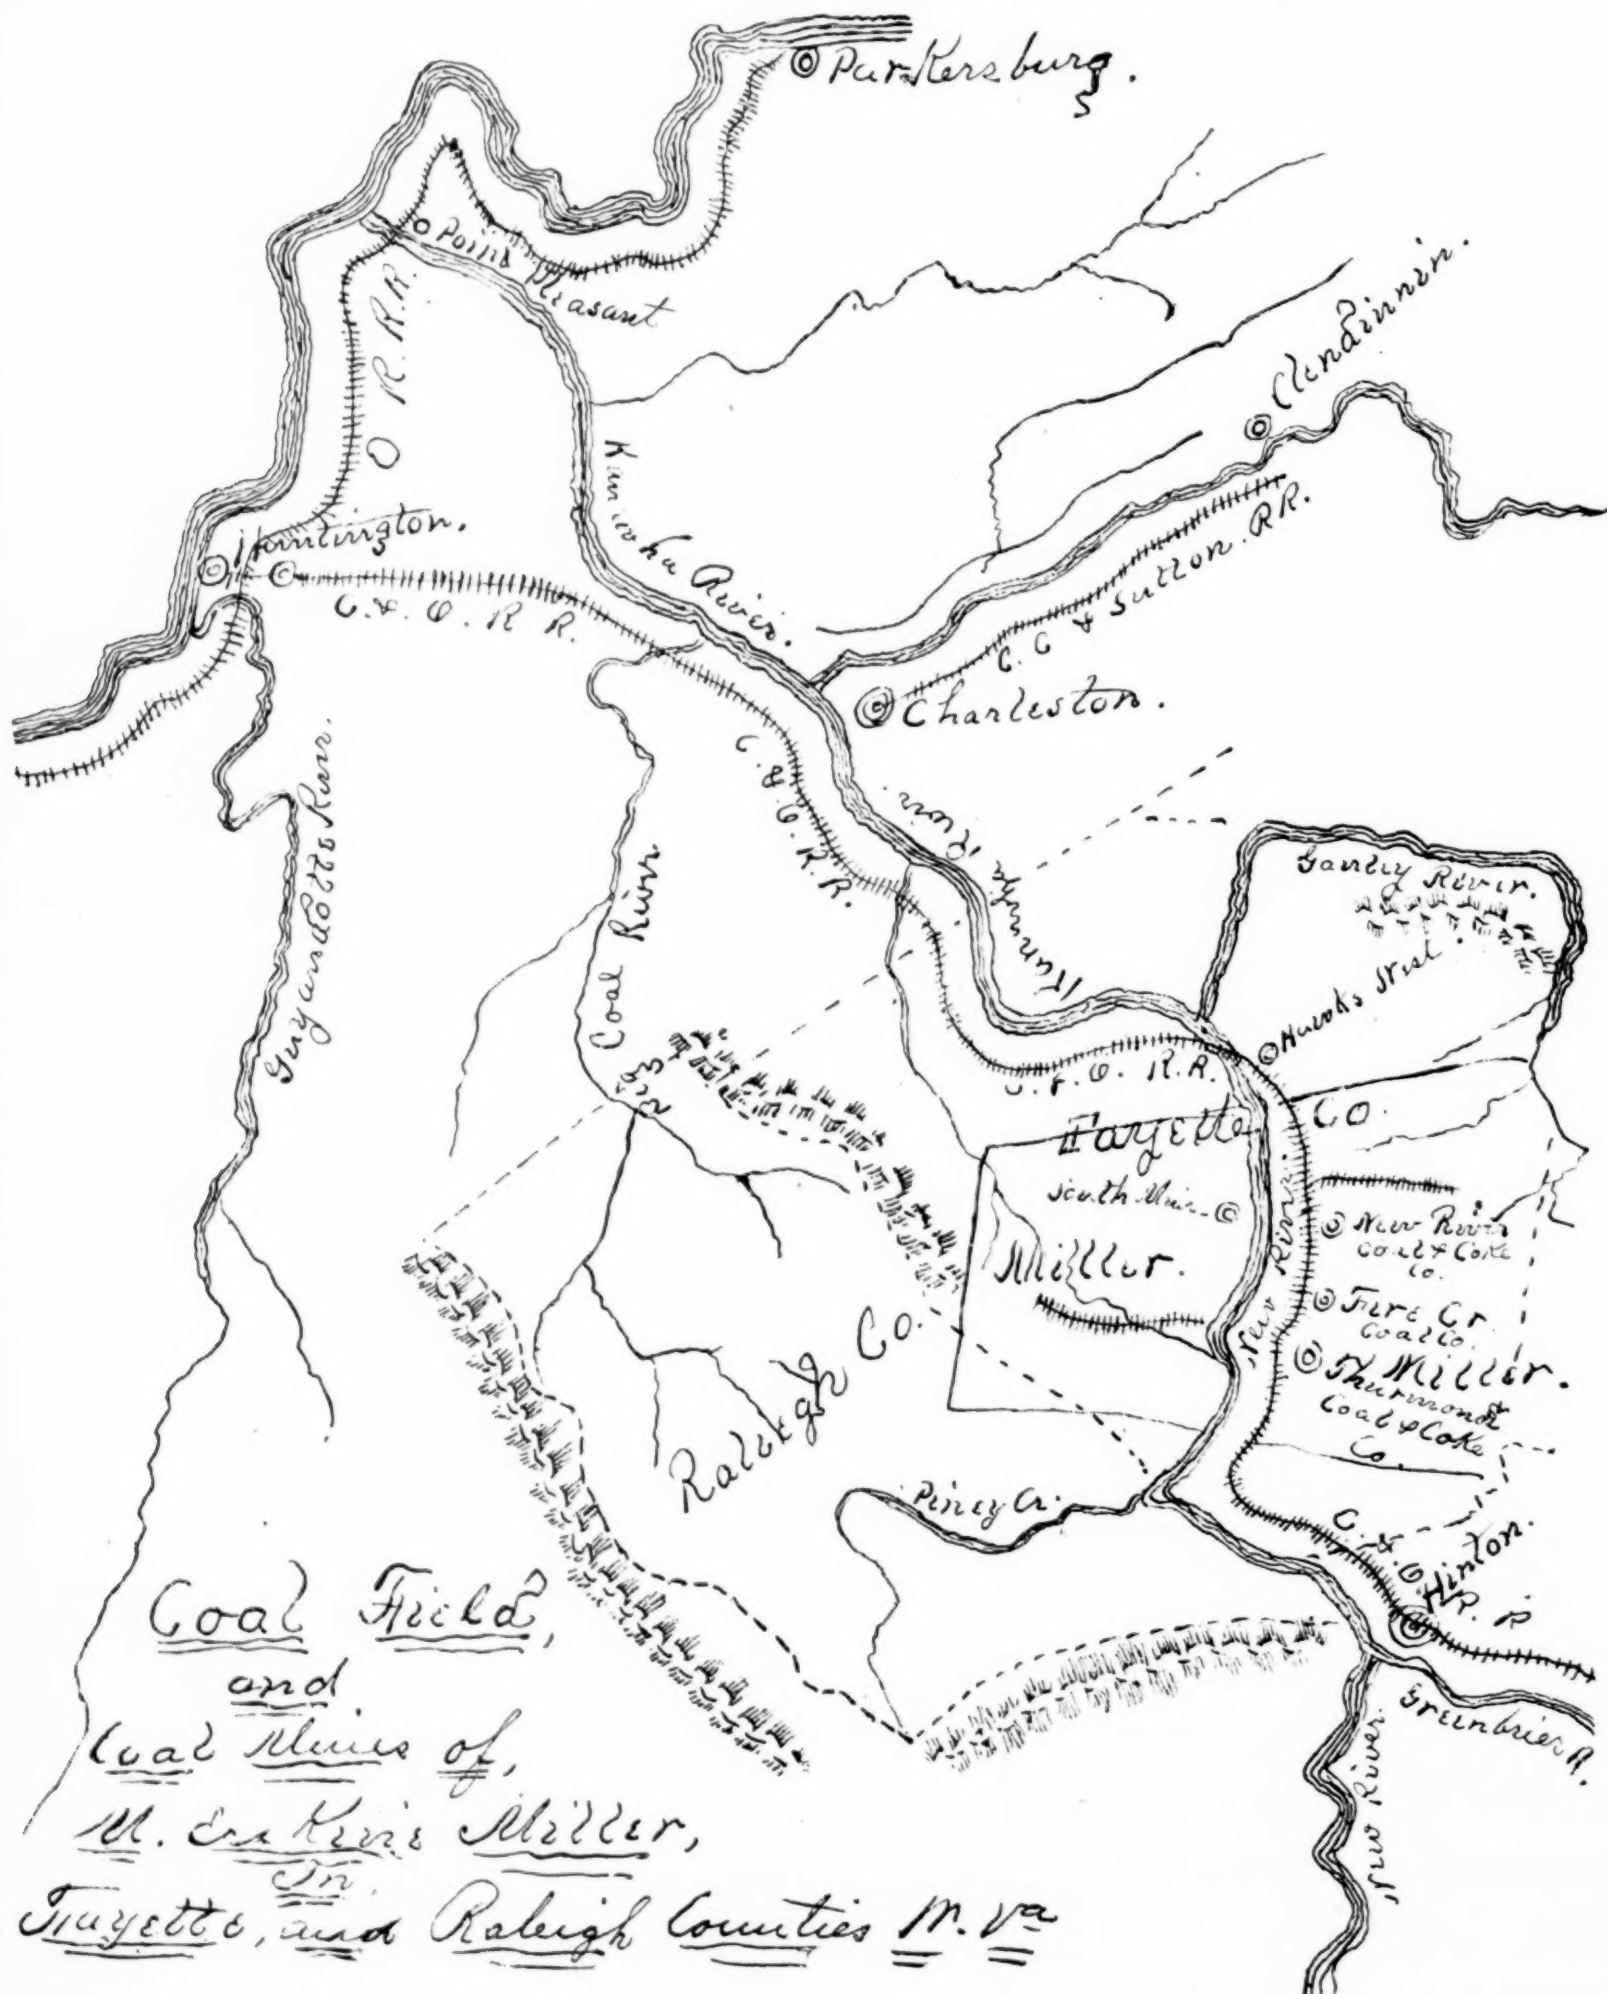 Parkersburg.
Point Pleasant
O R. R.R.
Clendinnin.
Kanawha River.
Huntington.
C. & O. R R.
C. C & Sutton. RR.
Charleston.
Guyandotte River.
C. & O. R. R.
Coal River
Kanawha River.
Gauley River.
Hawks Nest.
C. & O. R.R.
Fayette Co.
South Mine
New River
New River
Coal & Coke
Co.
Miller.
Fire Cr
Coal Co.
Miller.
Thurmond
Coal & Coke
Co.
Raleigh Co.
Piney Cr.
C. & O. R. R
Hinton.
Greenbrier R.
New River.
Coal Field,
and
Coal Mines of,
M. Erskine Miller,
In
Fayette, and Raleigh Counties W. Va